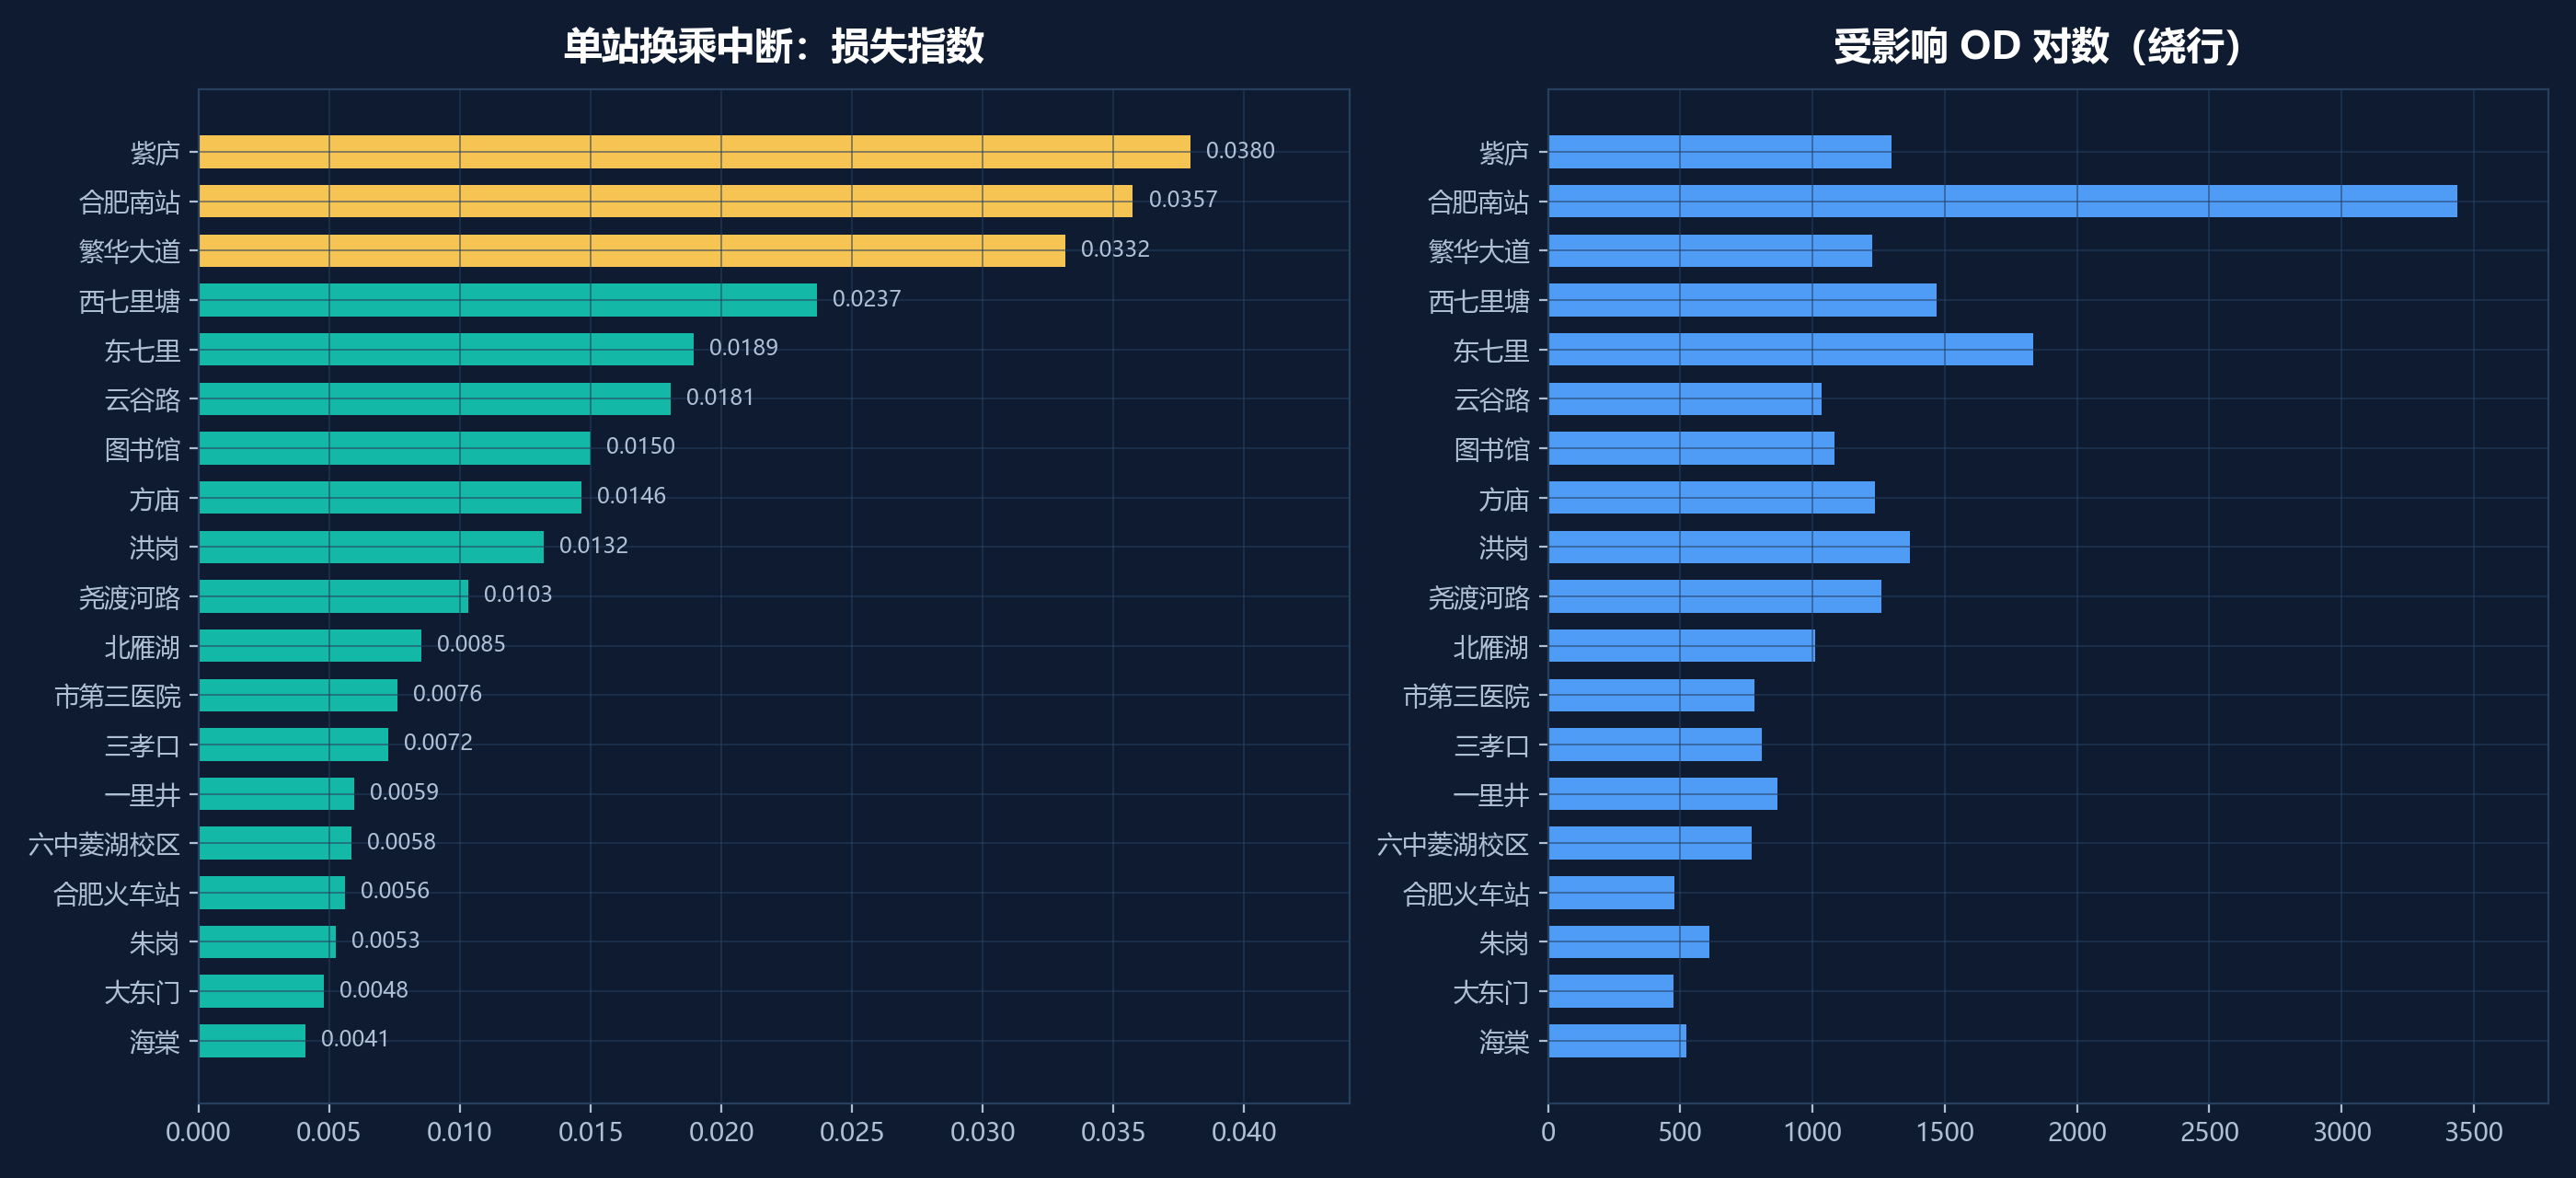 单站换乘中断：损失指数
紫庐 0.0380
合肥南站 0.0357
繁华大道 0.0332
西七里塘 0.0237
东七里 0.0189
云谷路 0.0181
图书馆 0.0150
方庙 0.0146
洪岗 0.0132
尧渡河路 0.0103
北雁湖 0.0085
市第三医院 0.0076
三孝口 0.0072
一里井 0.0059
六中菱湖校区 0.0058
合肥火车站 0.0056
朱岗 0.0053
大东门 0.0048
海棠 0.0041
0.000 0.005 0.010 0.015 0.020 0.025 0.030 0.035 0.040
受影响 OD 对数（绕行）
紫庐
合肥南站
繁华大道
西七里塘
东七里
云谷路
图书馆
方庙
洪岗
尧渡河路
北雁湖
市第三医院
三孝口
一里井
六中菱湖校区
合肥火车站
朱岗
大东门
海棠
0 500 1000 1500 2000 2500 3000 3500